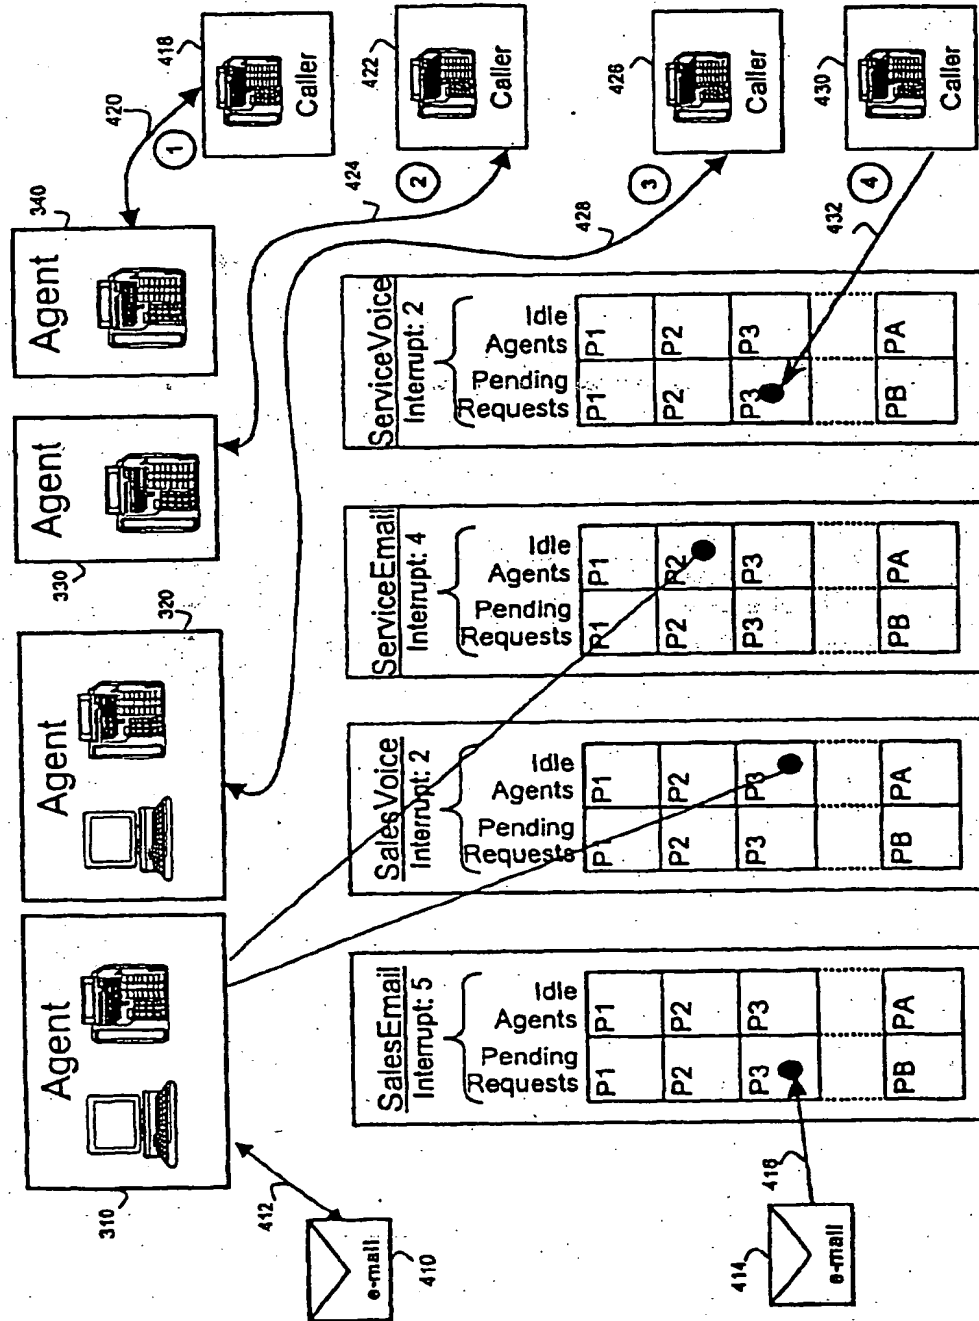 310
Agent
320
Agent
330
Agent
340
Agent
412
e-mail
410
420
1
418
Caller
424
2
422
Caller
428
3
426
Caller
432
4
430
Caller
414
e-mail
416
SalesEmail
Interrupt: 5
Pending Requests
Idle Agents
P1
P1
P2
P2
P3
P3
PB
PA
SalesVoice
Interrupt: 2
Pending Requests
Idle Agents
P1
P1
P2
P2
P3
P3
PB
PA
ServiceEmail
Interrupt: 4
Pending Requests
Idle Agents
P1
P1
P2
P2
P3
P3
PB
PA
ServiceVoice
Interrupt: 2
Pending Requests
Idle Agents
P1
P1
P2
P2
P3
P3
PB
PA